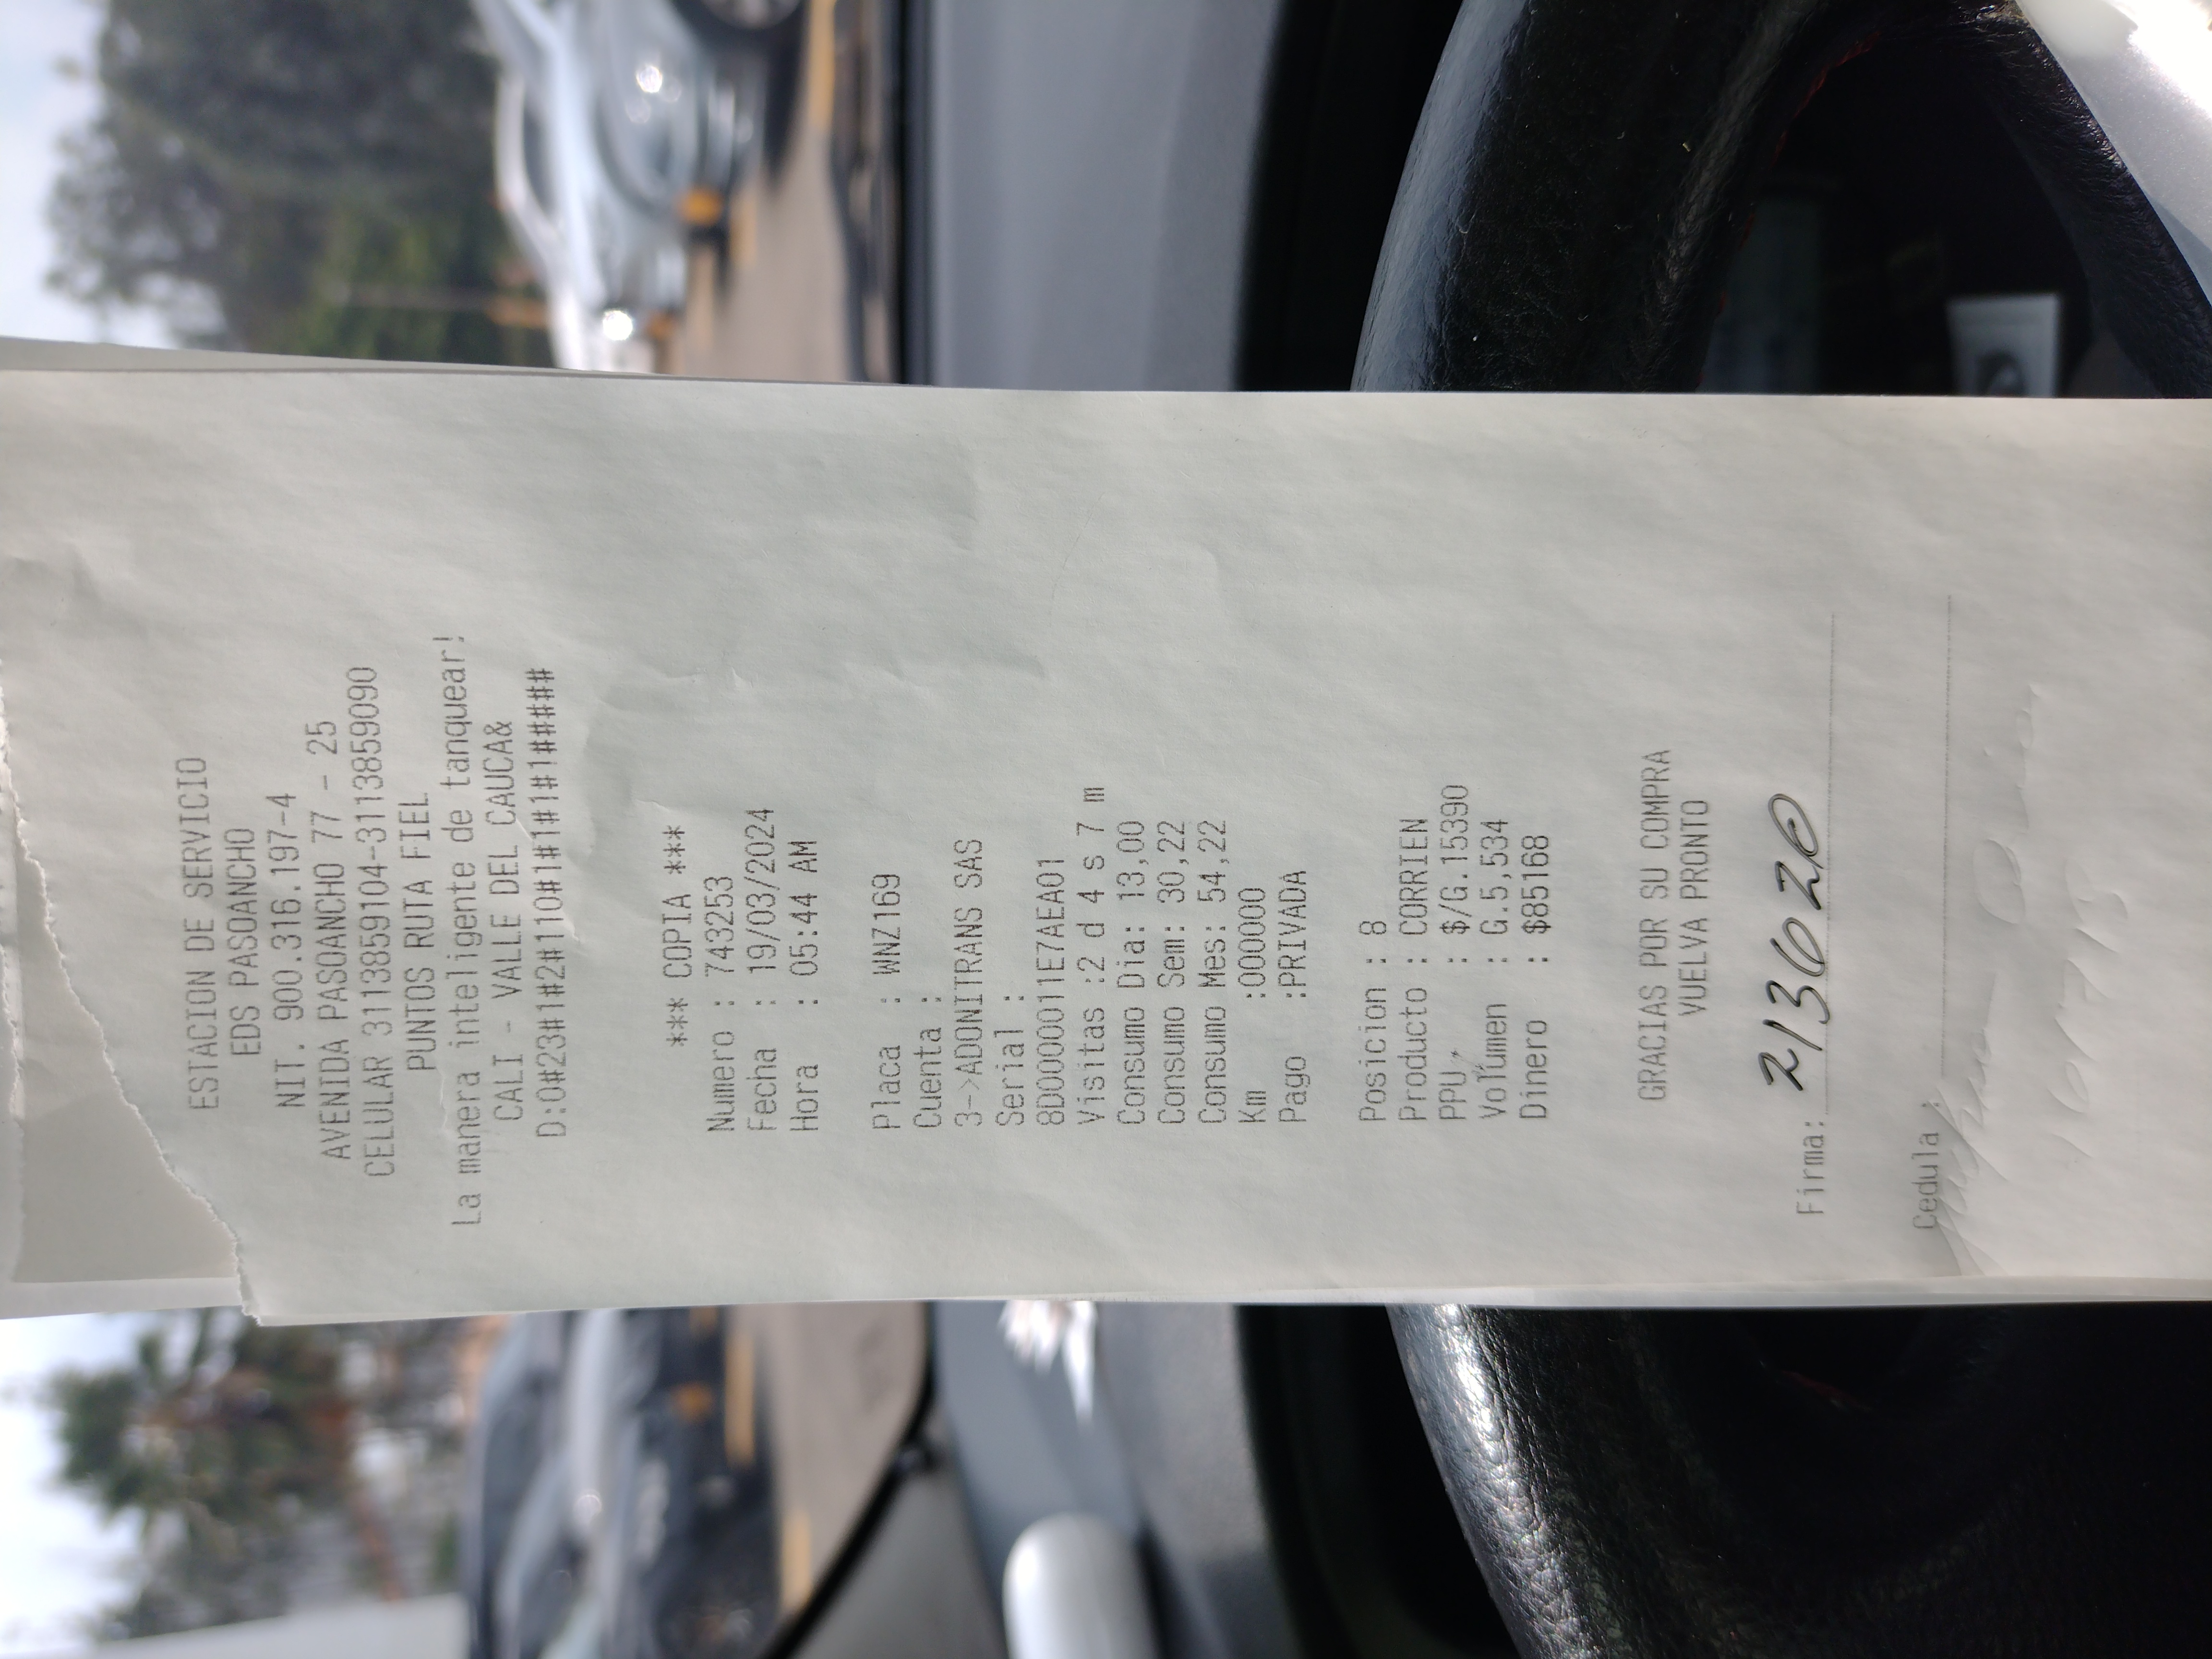 ESTACION DE SERVICIO
EDS PASOANCHO
NIT. 900.316.197-4
AVENIDA PASOANCHO 77 - 25
CELULAR 3113859104-3113859090
PUNTOS RUTA FIEL
La manera inteligente de tanquear!
CALI - VALLE DEL CAUCA&
D:0#23#1#2#110#1#1#1#1#1#####
*** COPIA ***
Numero : 743253
Fecha : 19/03/2024
Hora : 05:44 AM
Placa : WNZ169
Cuenta :
3->ADONITRANS SAS
Serial :
8D000011E7AEA01
Visitas :2 d 4 s 7 m
Consumo Dia: 13,00
Consumo Sem: 30,22
Consumo Mes: 54,22
Km :000000
Pago :PRIVADA
Posicion : 8
Producto : CORRIEN
PPU : $/G.15390
Volumen : G.5,534
Dinero : $85168
GRACIAS POR SU COMPRA
VUELVA PRONTO
Firma: 213020
Cedula :